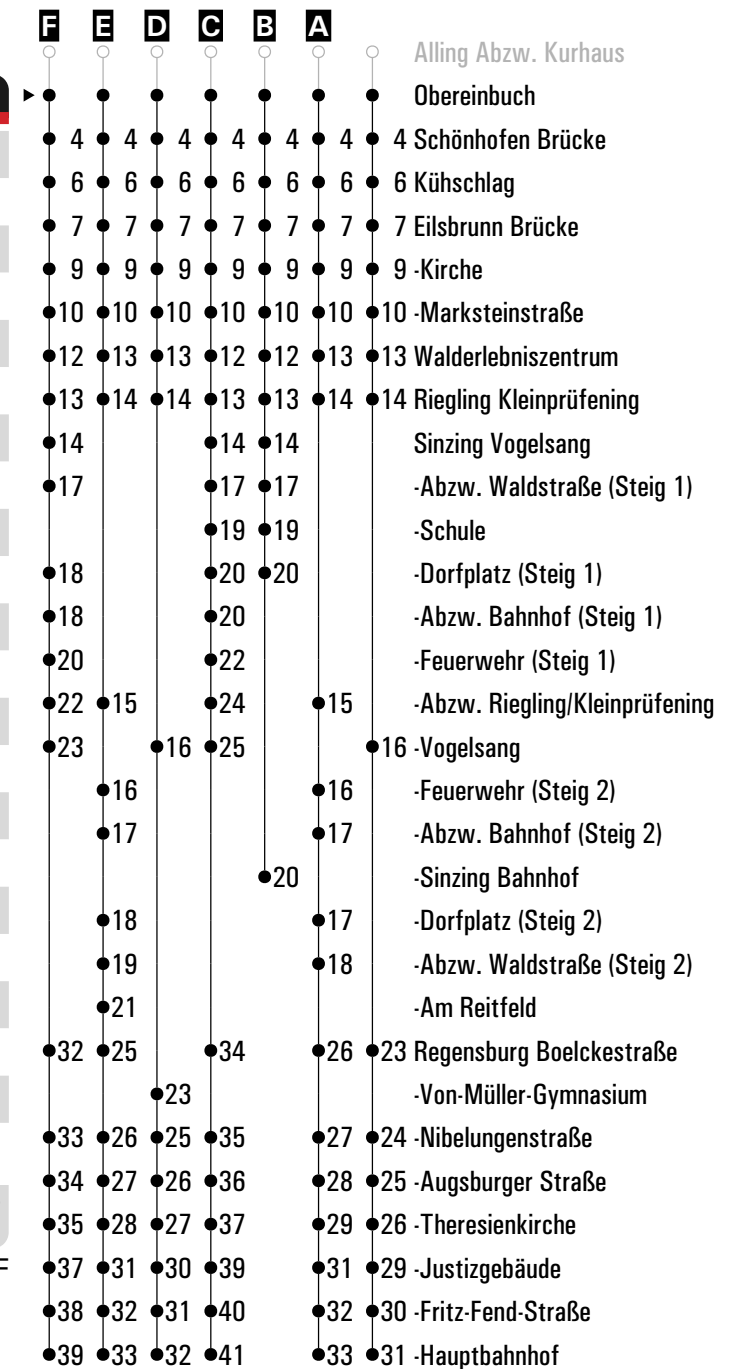 F E D C B A
Alling Abzw. Kurhaus
Obereinbuch
4 4 4 4 4 4 4 Schönhofen Brücke
6 6 6 6 6 6 6 Kühschlag
7 7 7 7 7 7 7 Eilsbrunn Brücke
9 9 9 9 9 9 9 -Kirche
10 10 10 10 10 10 10 -Marksteinstraße
12 13 13 12 12 13 13 Walderlebniszentrum
13 14 14 13 13 14 14 Riegling Kleinprüfening
14 14 14 Sinzing Vogelsang
17 17 17 -Abzw. Waldstraße (Steig 1)
19 19 -Schule
18 20 20 -Dorfplatz (Steig 1)
18 20 -Abzw. Bahnhof (Steig 1)
20 22 -Feuerwehr (Steig 1)
22 15 24 15 -Abzw. Riegling/Kleinprüfening
23 16 25 16 -Vogelsang
16 16 -Feuerwehr (Steig 2)
17 17 -Abzw. Bahnhof (Steig 2)
20 -Sinzing Bahnhof
18 17 -Dorfplatz (Steig 2)
19 18 -Abzw. Waldstraße (Steig 2)
21 -Am Reitfeld
32 25 34 26 23 Regensburg Boelckestraße
23 -Von-Müller-Gymnasium
33 26 25 35 27 24 -Nibelungenstraße
34 27 26 36 28 25 -Augsburger Straße
35 28 27 37 29 26 -Theresienkirche
37 31 30 39 31 29 -Justizgebäude
38 32 31 40 32 30 -Fritz-Fend-Straße
39 33 32 41 33 31 -Hauptbahnhof